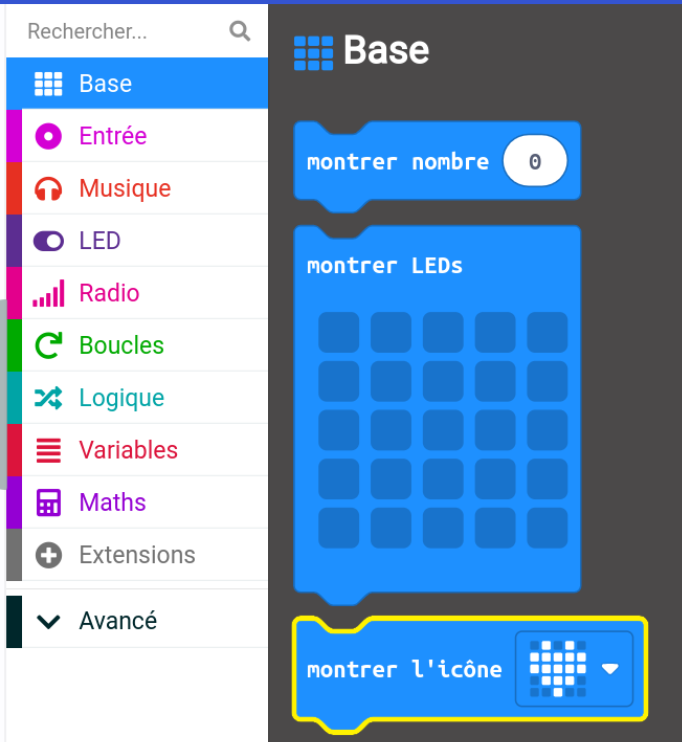 Rechercher...
Base
Entrée
Musique
LED
Radio
Boucles
Logique
Variables
Maths
Extensions
Avancé
Base
montrer nombre 0
montrer LEDs
montrer l'icône